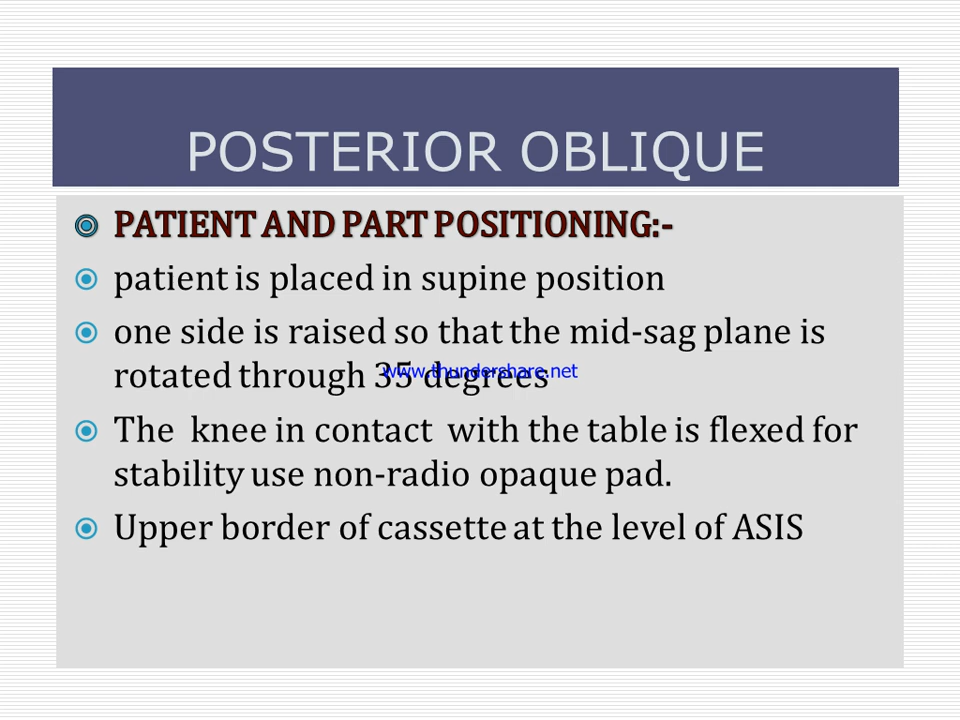 POSTERIOR OBLIQUE
PATIENT AND PART POSITIONING:-
patient is placed in supine position
one side is raised so that the mid-sag plane is
rotated through 35 degrees
www.thundershare.net
The knee in contact with the table is flexed for
stability use non-radio opaque pad.
Upper border of cassette at the level of ASIS